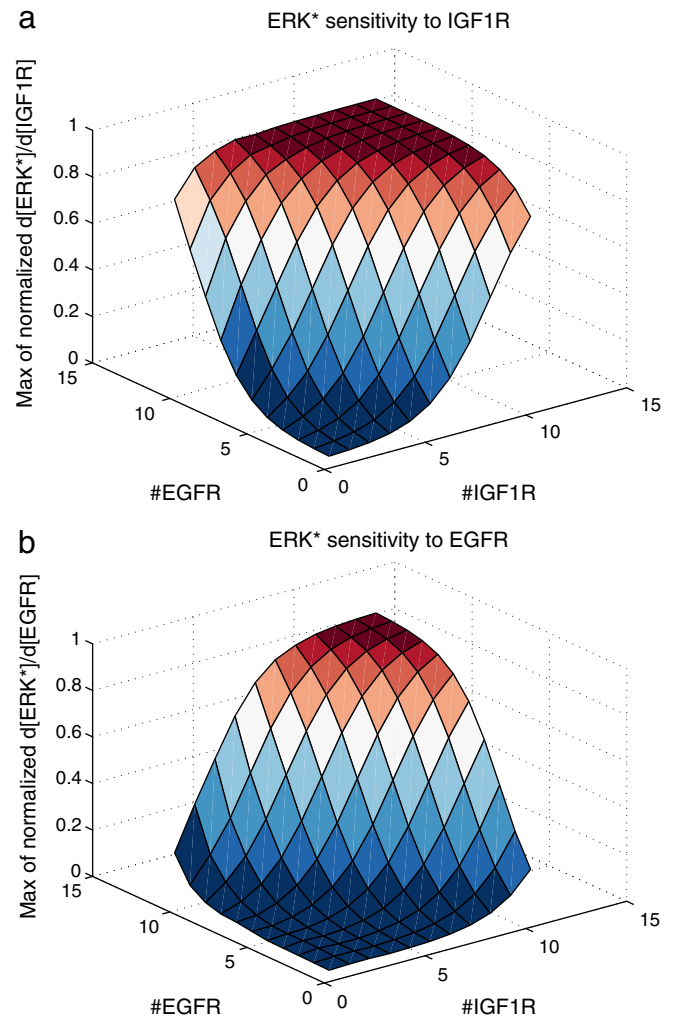 a
ERK* sensitivity to IGF1R
Max of normalized d[ERK*]/d[IGF1R]
1
0.8
0.6
0.4
0.2
0
15
10
5
0
#EGFR
0
5
10
15
#IGF1R
b
ERK* sensitivity to EGFR
Max of normalized d[ERK*]/d[EGFR]
1
0.8
0.6
0.4
0.2
0
15
10
5
0
#EGFR
0
5
10
15
#IGF1R